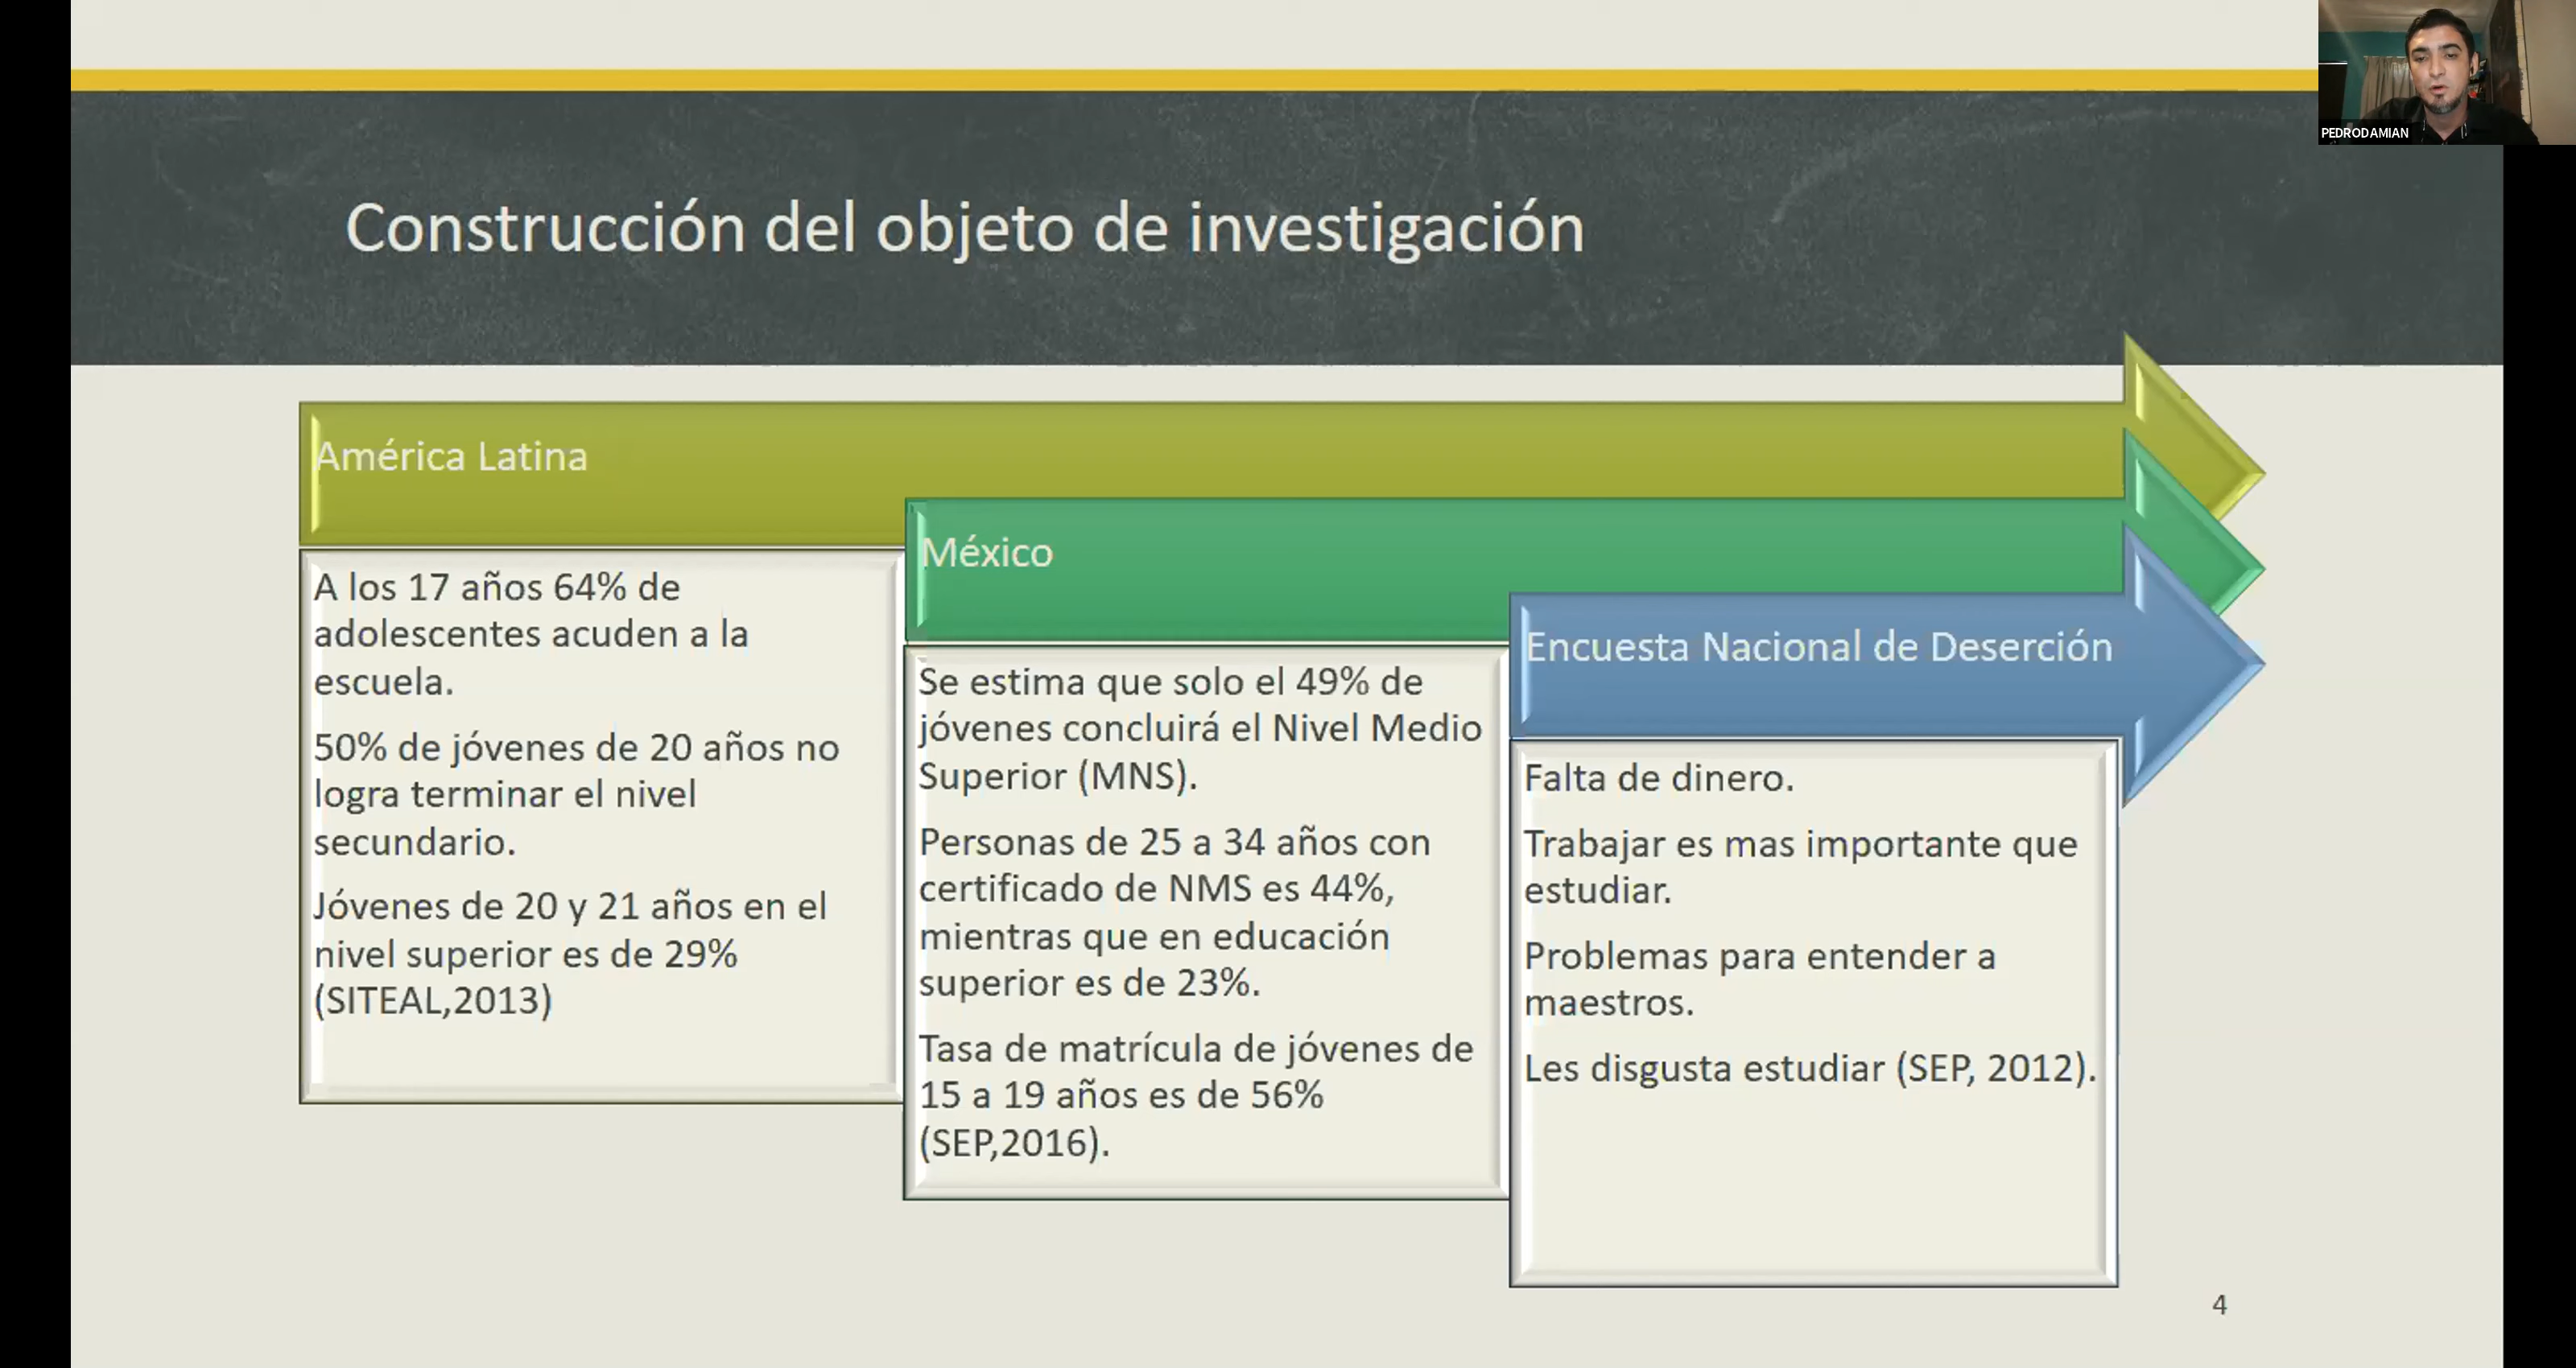 PEDRODAMIAN
Construcción del objeto de investigación
América Latina
A los 17 años 64% de
adolescentes acuden a la
escuela.
50% de jóvenes de 20 años no
logra terminar el nivel
secundario.
Jóvenes de 20 y 21 años en el
nivel superior es de 29%
(SITEAL,2013)
México
Se estima que solo el 49% de
jóvenes concluirá el Nivel Medio
Superior (MNS).
Personas de 25 a 34 años con
certificado de NMS es 44%,
mientras que en educación
superior es de 23%.
Tasa de matrícula de jóvenes de
15 a 19 años es de 56%
(SEP,2016).
Encuesta Nacional de Deserción
Falta de dinero.
Trabajar es mas importante que
estudiar.
Problemas para entender a
maestros.
Les disgusta estudiar (SEP, 2012).
4